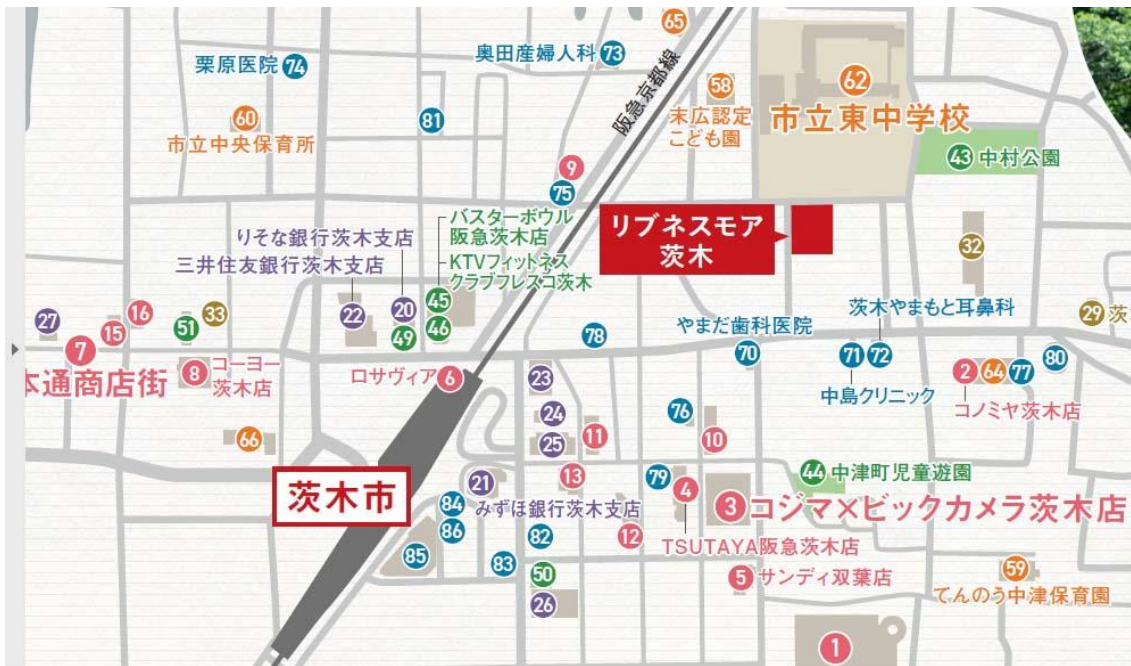 65
栗原医院 74
奥田産婦人科 73
阪急京都線
58
末広認定
こども園
62
市立東中学校
60
市立中央保育所
81
43 中村公園
9
75
バスターボウル
阪急茨木店
りそな銀行茨木支店
三井住友銀行茨木支店
KTVフィットネス
クラブフレスコ茨木
リブネスモア
茨木
32
27
15
16
51
33
22
20
49
45
46
78
やまだ歯科医院
70
茨木やまもと耳鼻科
71
72
中島クリニック
29 茨
7
本通商店街
8 コーヨー
茨木店
ロサヴィア 6
23
24
25
11
76
10
2
64
77
80
コノミヤ茨木店
66
茨木市
21
みずほ銀行茨木支店
13
79
4
TSUTAYA阪急茨木店
3 コジマ×ビックカメラ茨木店
44 中津町児童遊園
84
86
85
83
82
12
50
26
5 サンディ双葉店
59
てんのう中津保育園
1